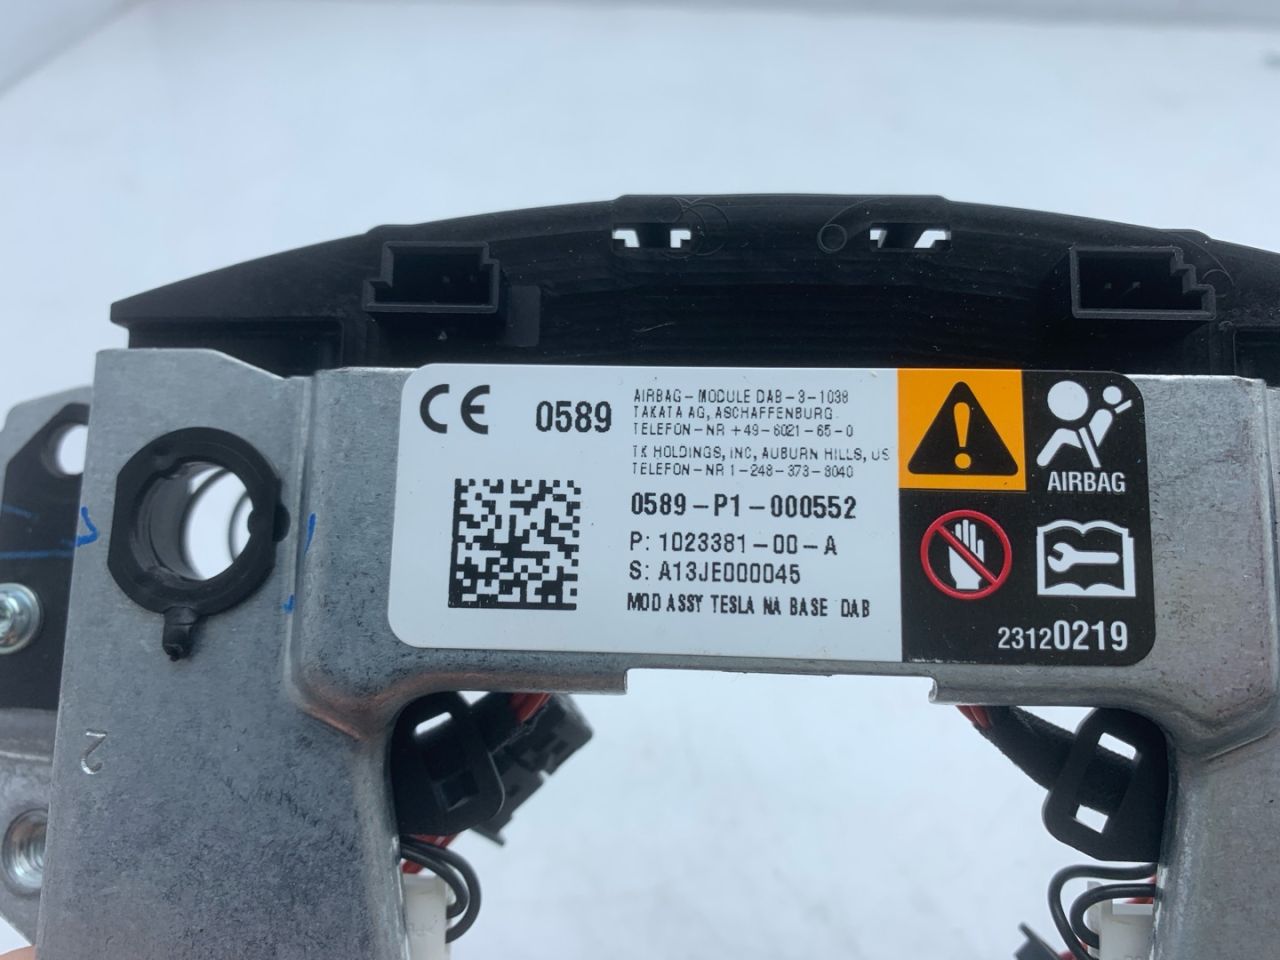 CE 0589
AIRBAG-MODULE DAB-3-1038
TAKATA AG, ASCHAFFENBURG
TELEFON-NR +49-6021-65-0
TK HOLDINGS, INC, AUBURN HILLS, US
TELEFON-NR 1-248-373-8040
0589-P1-000552
P: 1023381-00-A
S: A13JE000045
MOD ASSY TESLA NA BASE DAB
AIRBAG
23120219
2